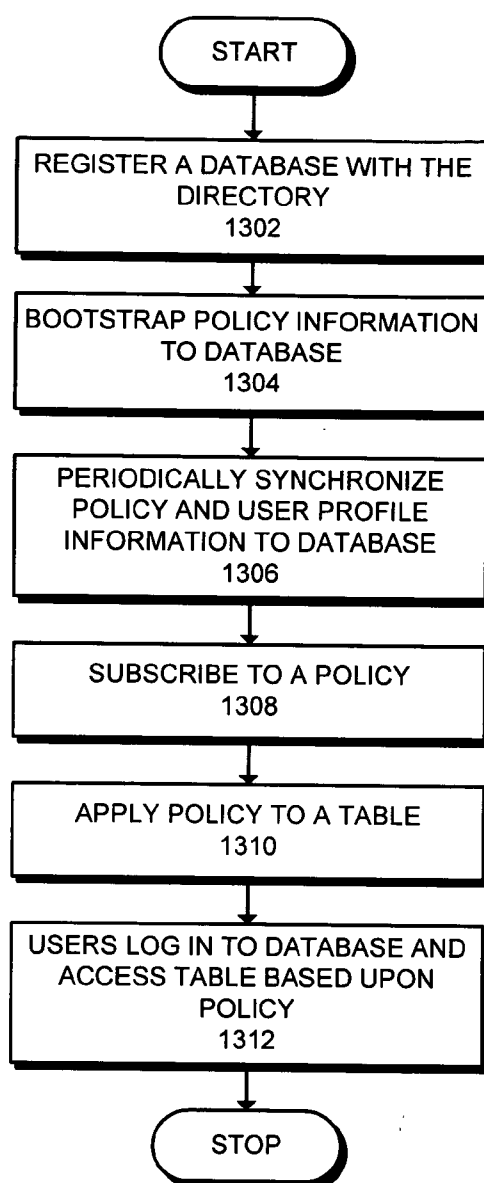 START
REGISTER A DATABASE WITH THE
DIRECTORY
1302
BOOTSTRAP POLICY INFORMATION
TO DATABASE
1304
PERIODICALLY SYNCHRONIZE
POLICY AND USER PROFILE
INFORMATION TO DATABASE
1306
SUBSCRIBE TO A POLICY
1308
APPLY POLICY TO A TABLE
1310
USERS LOG IN TO DATABASE AND
ACCESS TABLE BASED UPON
POLICY
1312
STOP